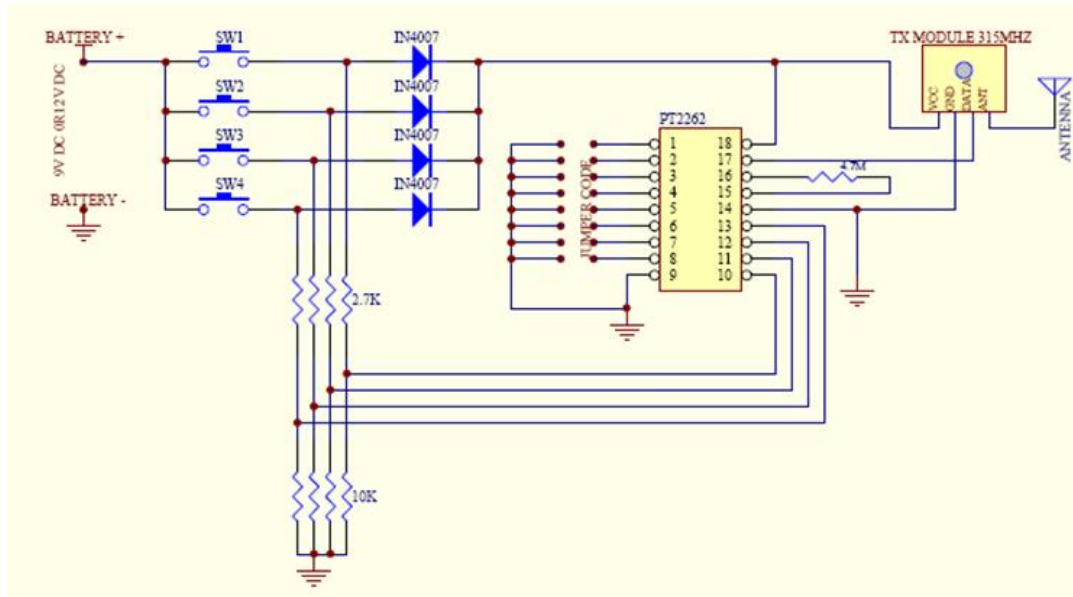 BATTERY +
SW1
IN4007
TX MODULE 315MHZ
9V DC 0R12V DC
SW2
IN4007
VCC
GND
DATA
ANT
ANTENNA
SW3
IN4007
PT2262
SW4
IN4007
BATTERY -
JUMPER CODE
1
2
3
4
5
6
7
8
9
18
17
16
15
14
13
12
11
10
4.7M
2.7K
10K